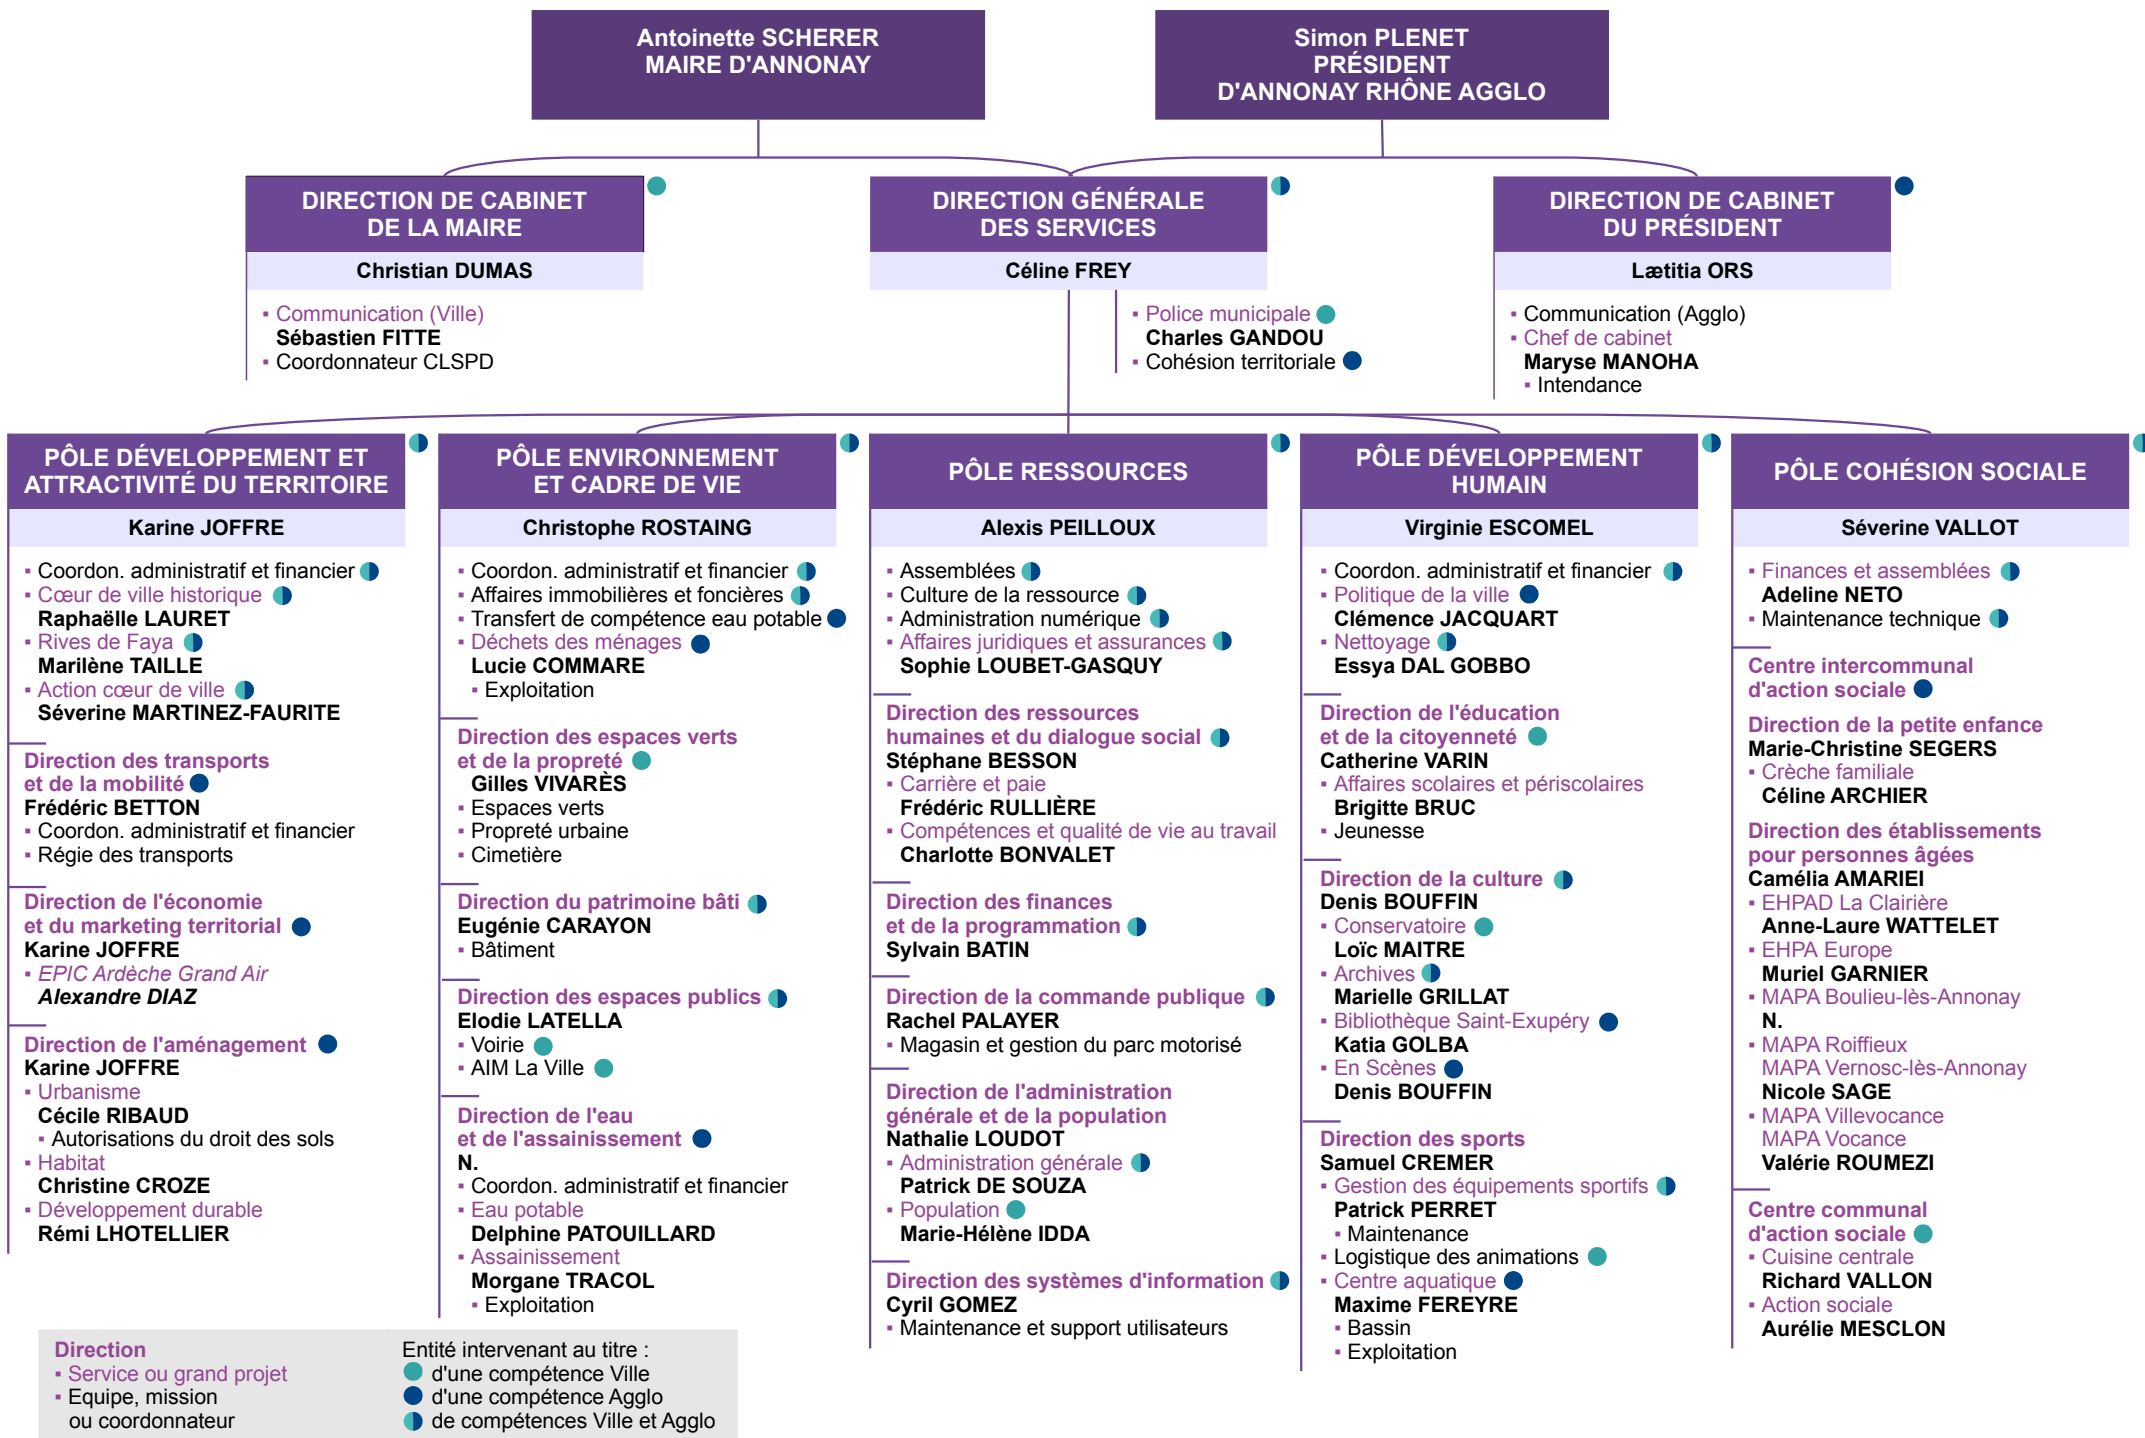 Antoinette SCHERER
MAIRE D'ANNONAY
Simon PLENET
PRÉSIDENT
D'ANNONAY RHÔNE AGGLO
DIRECTION DE CABINET
DE LA MAIRE
Christian DUMAS
▪ Communication (Ville)
Sébastien FITTE
▪ Coordonnateur CLSPD
DIRECTION GÉNÉRALE
DES SERVICES
Céline FREY
▪ Police municipale
Charles GANDOU
▪ Cohésion territoriale
DIRECTION DE CABINET
DU PRÉSIDENT
Lætitia ORS
▪ Communication (Agglo)
▪ Chef de cabinet
Maryse MANOHA
▪ Intendance
PÔLE DÉVELOPPEMENT ET
ATTRACTIVITÉ DU TERRITOIRE
Karine JOFFRE
▪ Coordon. administratif et financier
▪ Cœur de ville historique
Raphaëlle LAURET
▪ Rives de Faya
Marilène TAILLE
▪ Action cœur de ville
Séverine MARTINEZ-FAURITE
Direction des transports
et de la mobilité
Frédéric BETTON
▪ Coordon. administratif et financier
▪ Régie des transports
Direction de l'économie
et du marketing territorial
Karine JOFFRE
▪ EPIC Ardèche Grand Air
Alexandre DIAZ
Direction de l'aménagement
Karine JOFFRE
▪ Urbanisme
Cécile RIBAUD
▪ Autorisations du droit des sols
▪ Habitat
Christine CROZE
▪ Développement durable
Rémi LHOTELLIER
PÔLE ENVIRONNEMENT
ET CADRE DE VIE
Christophe ROSTAING
▪ Coordon. administratif et financier
▪ Affaires immobilières et foncières
▪ Transfert de compétence eau potable
▪ Déchets des ménages
Lucie COMMARE
▪ Exploitation
Direction des espaces verts
et de la propreté
Gilles VIVARÈS
▪ Espaces verts
▪ Propreté urbaine
▪ Cimetière
Direction du patrimoine bâti
Eugénie CARAYON
▪ Bâtiment
Direction des espaces publics
Elodie LATELLA
▪ Voirie
▪ AIM La Ville
Direction de l'eau
et de l'assainissement
N.
▪ Coordon. administratif et financier
▪ Eau potable
Delphine PATOUILLARD
▪ Assainissement
Morgane TRACOL
▪ Exploitation
PÔLE RESSOURCES
Alexis PEILLOUX
▪ Assemblées
▪ Culture de la ressource
▪ Administration numérique
▪ Affaires juridiques et assurances
Sophie LOUBET-GASQUY
Direction des ressources
humaines et du dialogue social
Stéphane BESSON
▪ Carrière et paie
Frédéric RULLIÈRE
▪ Compétences et qualité de vie au travail
Charlotte BONVALET
Direction des finances
et de la programmation
Sylvain BATIN
Direction de la commande publique
Rachel PALAYER
▪ Magasin et gestion du parc motorisé
Direction de l'administration
générale et de la population
Nathalie LOUDOT
▪ Administration générale
Patrick DE SOUZA
▪ Population
Marie-Hélène IDDA
Direction des systèmes d'information
Cyril GOMEZ
▪ Maintenance et support utilisateurs
PÔLE DÉVELOPPEMENT
HUMAIN
Virginie ESCOMEL
▪ Coordon. administratif et financier
▪ Politique de la ville
Clémence JACQUART
▪ Nettoyage
Essya DAL GOBBO
Direction de l'éducation
et de la citoyenneté
Catherine VARIN
▪ Affaires scolaires et périscolaires
Brigitte BRUC
▪ Jeunesse
Direction de la culture
Denis BOUFFIN
▪ Conservatoire
Loïc MAITRE
▪ Archives
Marielle GRILLAT
▪ Bibliothèque Saint-Exupéry
Katia GOLBA
▪ En Scènes
Denis BOUFFIN
Direction des sports
Samuel CREMER
▪ Gestion des équipements sportifs
Patrick PERRET
▪ Maintenance
▪ Logistique des animations
▪ Centre aquatique
Maxime FEREYRE
▪ Bassin
▪ Exploitation
PÔLE COHÉSION SOCIALE
Séverine VALLOT
▪ Finances et assemblées
Adeline NETO
▪ Maintenance technique
Centre intercommunal
d'action sociale
Direction de la petite enfance
Marie-Christine SEGERS
▪ Crèche familiale
Céline ARCHIER
Direction des établissements
pour personnes âgées
Camélia AMARIEI
▪ EHPAD La Clairière
Anne-Laure WATTELET
▪ EHPA Europe
Muriel GARNIER
▪ MAPA Boulieu-lès-Annonay
N.
▪ MAPA Roiffieux
MAPA Vernosc-lès-Annonay
Nicole SAGE
▪ MAPA Villevocance
MAPA Vocance
Valérie ROUMEZI
Centre communal
d'action sociale
▪ Cuisine centrale
Richard VALLON
▪ Action sociale
Aurélie MESCLON
Direction
▪ Service ou grand projet
▪ Equipe, mission
ou coordonnateur
Entité intervenant au titre :
d'une compétence Ville
d'une compétence Agglo
de compétences Ville et Agglo